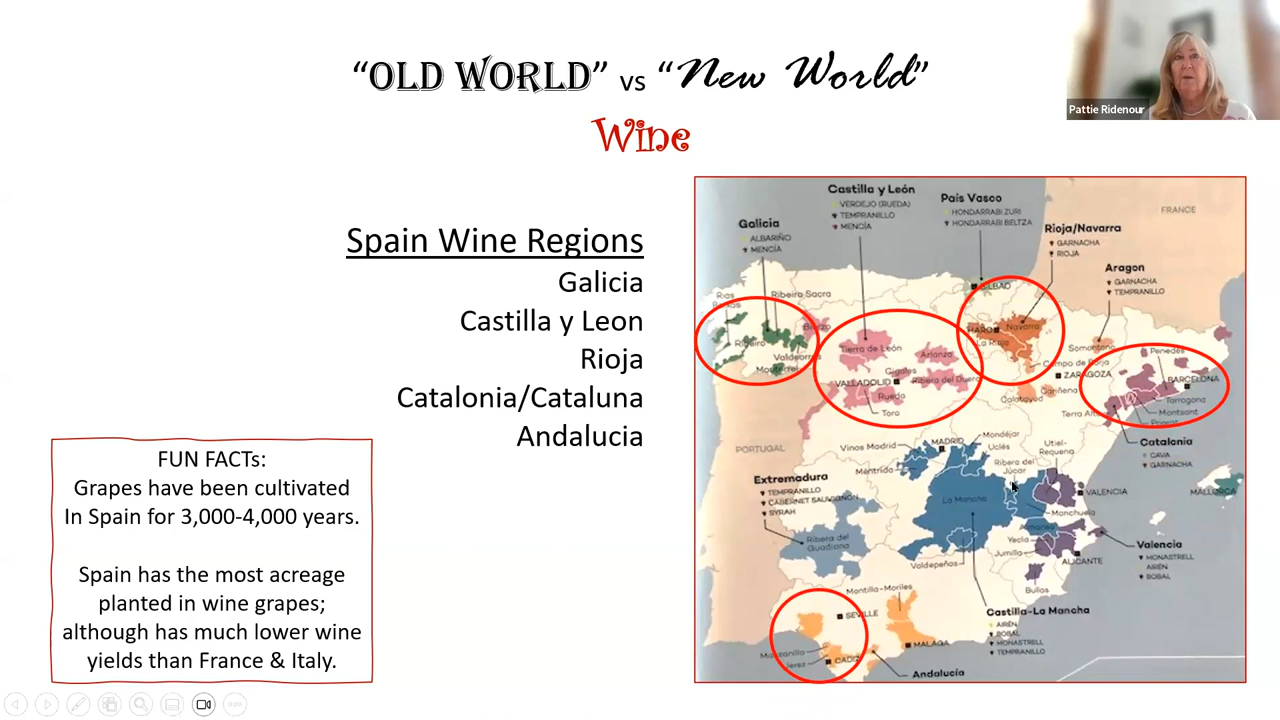 “OLD WORLD” vs “New World”
Wine
Pattie Ridenour
Spain Wine Regions
Galicia
Castilla y Leon
Rioja
Catalonia/Cataluna
Andalucia
FUN FACTs:
Grapes have been cultivated
In Spain for 3,000-4,000 years.
Spain has the most acreage
planted in wine grapes;
although has much lower wine
yields than France & Italy.
Castilla y León
VERDEJO (RUEDA)
TEMPRANILLO
MENCÍA
País Vasco
HONDARRABI ZURI
HONDARRABI BELTZA
FRANCE
Galicia
ALBARIÑO
MENCÍA
Rioja/Navarra
GARNACHA
RIOJA
Aragon
GARNACHA
TEMPRANILLO
BILBAO
Rías
Ribeira Sacra
Bierzo
Ribeiro
Valdeorras
Monterrei
HARO
Navarra
La Rioja
Tierra de León
Arlanza
Cigales
VALLADOLID
Ribera del Duero
Rueda
Toro
Somontano
Campo de Borja
ZARAGOZA
Cariñena
Calatayud
Penedès
BARCELONA
Tarragona
Montsant
Priorat
Terra Alta
Catalonia
CAVA
GARNACHA
PORTUGAL
Vinos Madrid
MADRID
Mondéjar
Uclés
Méntrida
Ribera del
Júcar
Utiel-
Requena
La Mancha
VALENCIA
Manchuela
MALLORCA
Extremadura
TEMPRANILLO
CABERNET SAUVIGNON
SYRAH
Ribera del
Guadiana
Valdepeñas
Almansa
Yecla
Jumilla
ALICANTE
Bullas
Valencia
MONASTRELL
AIRÉN
BOBAL
Montilla-Moriles
SEVILLE
Manzanilla
Jerez
CADIZ
MALAGA
Andalucía
Castilla-La Mancha
AIRÉN
BOBAL
MONASTRELL
TEMPRANILLO